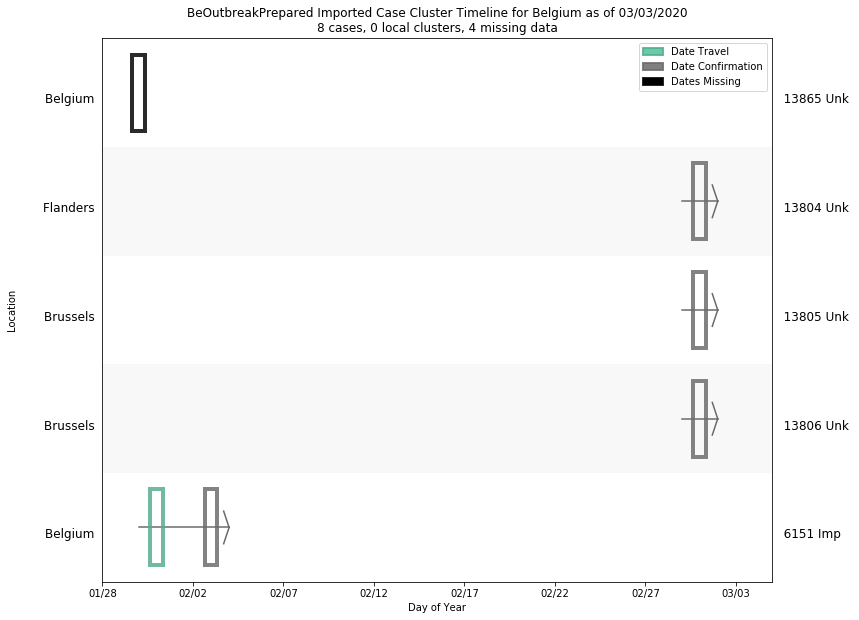 BeOutbreakPrepared Imported Case Cluster Timeline for Belgium as of 03/03/2020
8 cases, 0 local clusters, 4 missing data
Date Travel
Date Confirmation
Dates Missing
Belgium
13865 Unk
Flanders
13804 Unk
Brussels
13805 Unk
Brussels
13806 Unk
Belgium
6151 Imp
Location
01/28
02/02
02/07
02/12
02/17
02/22
02/27
03/03
Day of Year